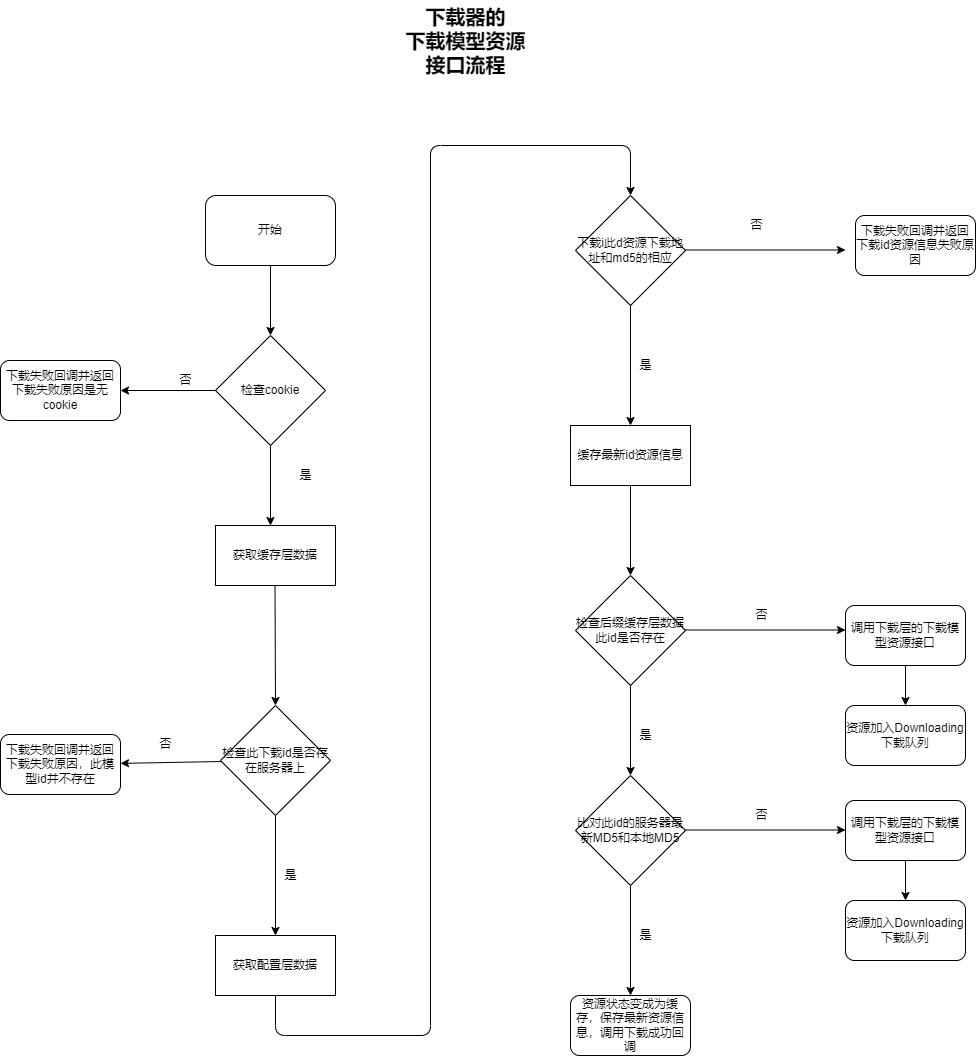 下载器的
下载模型资源
接口流程
开始
检查cookie
否
下载失败回调并返回
下载失败原因是无
cookie
是
获取缓存层数据
检查此下载id是否存
在服务器上
否
下载失败回调并返回
下载失败原因，此模
型id并不存在
是
获取配置层数据
下载i此d资源下载地
址和md5的相应
否
下载失败回调并返回
下载id资源信息失败原
因
是
缓存最新id资源信息
检查后缀缓存层数据
此id是否存在
否
调用下载层的下载模
型资源接口
资源加入Downloading
下载队列
是
比对此id的服务器最
新MD5和本地MD5
否
调用下载层的下载模
型资源接口
资源加入Downloading
下载队列
是
资源状态变成为缓
存，保存最新资源信
息，调用下载成功回
调